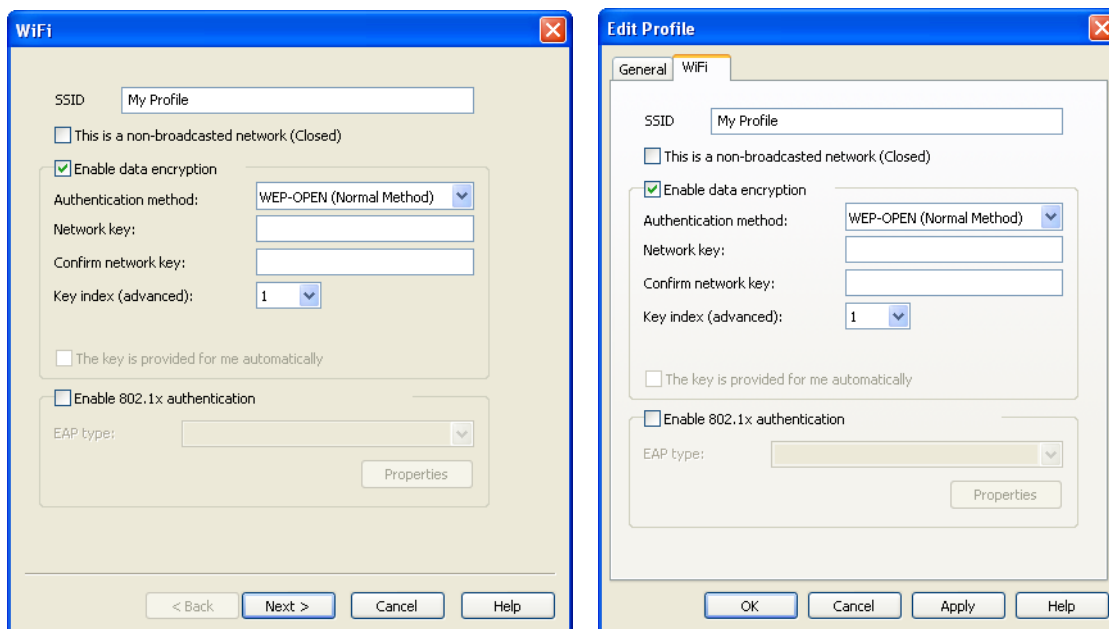 WiFi
SSID My Profile
This is a non-broadcasted network (Closed)
Enable data encryption
Authentication method: WEP-OPEN (Normal Method)
Network key:
Confirm network key:
Key index (advanced): 1
The key is provided for me automatically
Enable 802.1x authentication
EAP type:
Properties
< Back Next > Cancel Help
Edit Profile
General WiFi
SSID My Profile
This is a non-broadcasted network (Closed)
Enable data encryption
Authentication method: WEP-OPEN (Normal Method)
Network key:
Confirm network key:
Key index (advanced): 1
The key is provided for me automatically
Enable 802.1x authentication
EAP type:
Properties
OK Cancel Apply Help